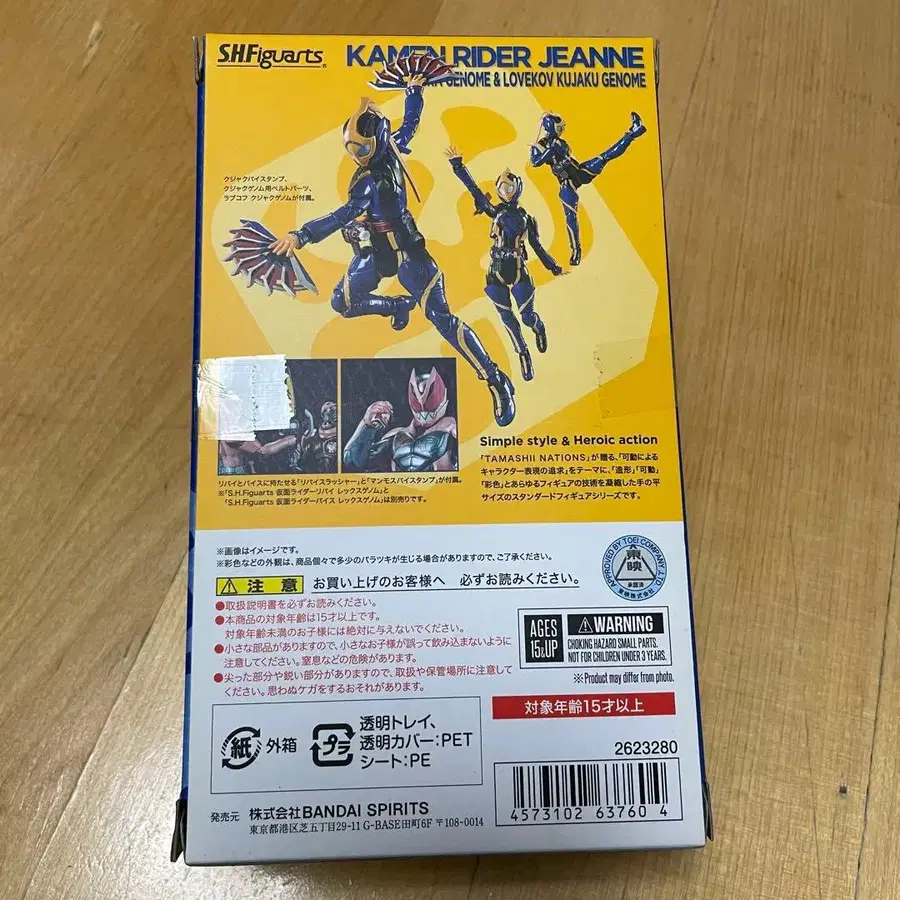 S.H.Figuarts
KAMEN RIDER JEANNE
GENOME & LOVEKOV KUJAKU GENOME
クジャクバイスタンプ、
クジャクゲノム用ベルトパーツ、
ラブコフ クジャクゲノムが付属。
Simple style & Heroic action
「TAMASHII NATIONS」が贈る、「可動による
キャラクター表現の追求」をテーマに、「造形」「可動」
「彩色」とあらゆるフィギュアの技術を凝縮した手の平
サイズのスタンダードフィギュアシリーズです。
リバイとバイスに持たせる「リバイスラッシャー」と「マンモスバイスタンプ」が付属。
※「S.H.Figuarts 仮面ライダーリバイ レックスゲノム」と
「S.H.Figuarts 仮面ライダーバイス レックスゲノム」は別売りです。
※画像はイメージです。
※彩色などの外観は、商品個々で多少のバラツキが生じる場合がありますので、ご了承ください。
APPROVED BY TOEI COMPANY, LTD
東映
承認済
東映株式会社
注意 お買い上げのお客様へ 必ずお読みください。
●取扱説明書を必ずお読みください。
●本商品の対象年齢は15才以上です。
対象年齢未満のお子様には絶対に与えないでください。
●小さな部品がありますので、小さなお子様が誤って飲み込まないように
注意してください。窒息などの危険があります。
●尖った部分や鋭い部分がありますので、取扱や保管場所に注意して
ください。思わぬケガをするおそれがあります。
AGES
15&UP
WARNING
CHOKING HAZARD SMALL PARTS.
NOT FOR CHILDREN UNDER 3 YEARS.
※Product may differ from photo.
対象年齢15才以上
紙 外箱
プラ
透明トレイ、
透明カバー:PET
シート:PE
2623280
4573102 637604
発売元 株式会社BANDAI SPIRITS
東京都港区芝五丁目29-11 G-BASE田町6F 〒108-0014